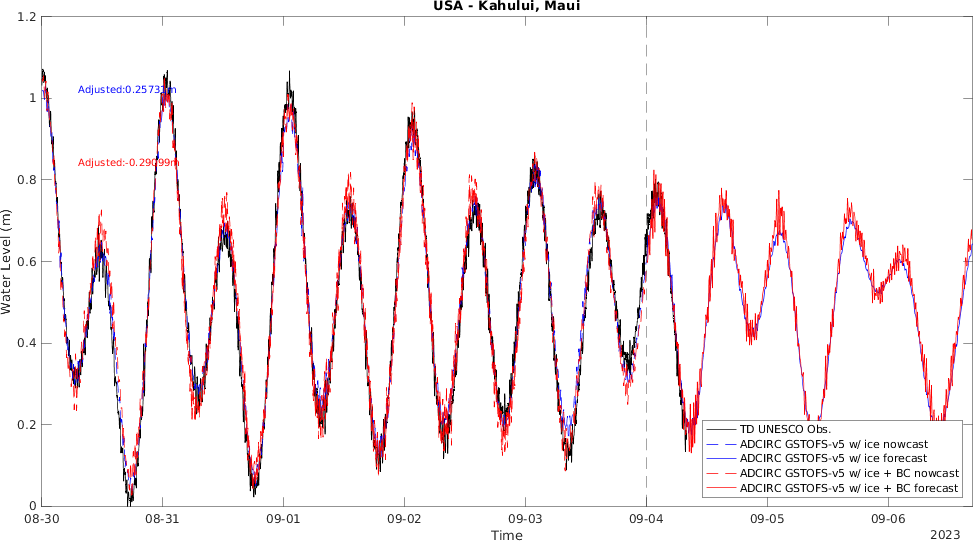 USA - Kahului, Maui
1.2
1
0.8
0.6
0.4
0.2
0
Water Level (m)
Adjusted:-0.29099m
08-30 08-31 09-01 09-02 09-03 09-04 09-05 09-06
Time
2023
TD UNESCO Obs.
ADCIRC GSTOFS-v5 w/ ice nowcast
ADCIRC GSTOFS-v5 w/ ice forecast
ADCIRC GSTOFS-v5 w/ ice + BC nowcast
ADCIRC GSTOFS-v5 w/ ice + BC forecast